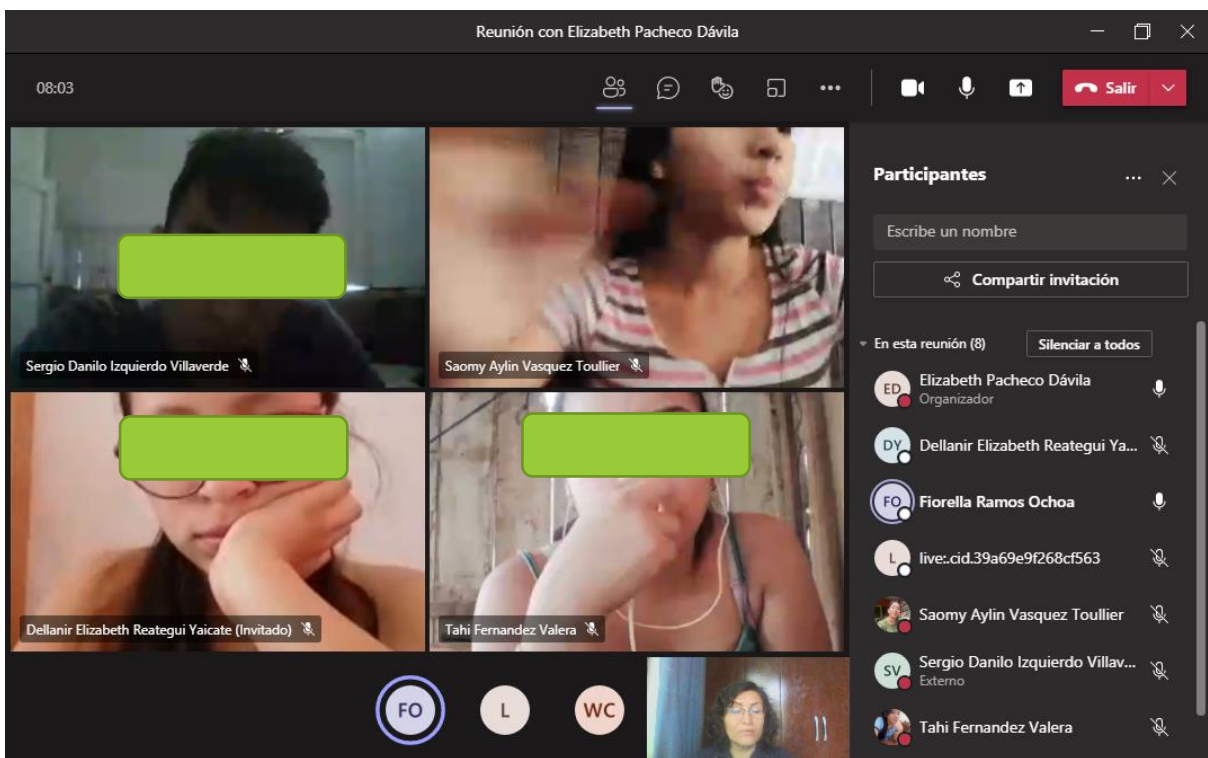 Reunión con Elizabeth Pacheco Dávila
08:03
Salir
Sergio Danilo Izquierdo Villaverde
Saomy Aylin Vasquez Toullier
Dellanir Elizabeth Reategui Yaicate (Invitado)
Tahi Fernandez Valera
FO
L
WC
Participantes
Escribe un nombre
Compartir invitación
En esta reunión (8)
Silenciar a todos
ED
Elizabeth Pacheco Dávila
Organizador
DY
Dellanir Elizabeth Reategui Ya...
FO
Fiorella Ramos Ochoa
L
live:.cid.39a69e9f268cf563
Saomy Aylin Vasquez Toullier
SV
Sergio Danilo Izquierdo Villav...
Externo
Tahi Fernandez Valera